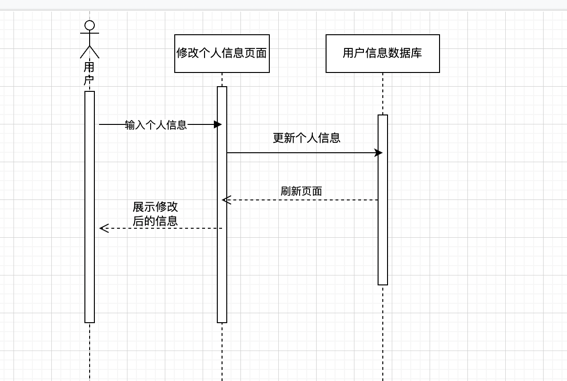 修改个人信息页面
用户信息数据库
用
户
输入个人信息
更新个人信息
刷新页面
展示修改
后的信息